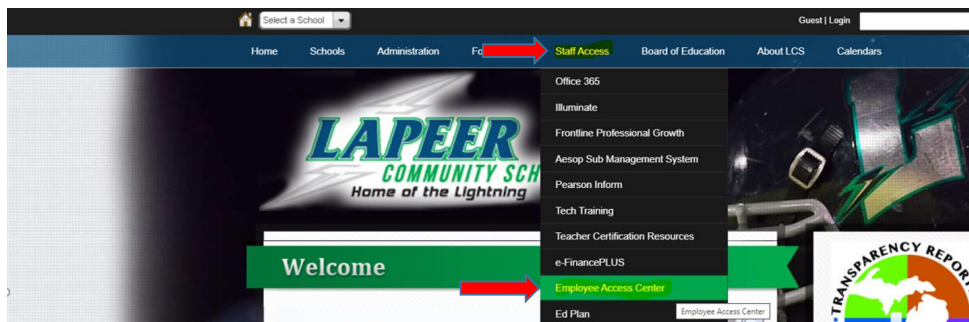 Select a School
Guest | Login
Home Schools Administration Staff Access Board of Education About LCS Calendars
Office 365
Illuminate
Frontline Professional Growth
Aesop Sub Management System
Pearson Inform
Tech Training
Teacher Certification Resources
e-FinancePLUS
Employee Access Center
Ed Plan
Employee Access Center
LAPEER
COMMUNITY SCH
Home of the Lightning
Welcome
TRANSPARENCY REPOR